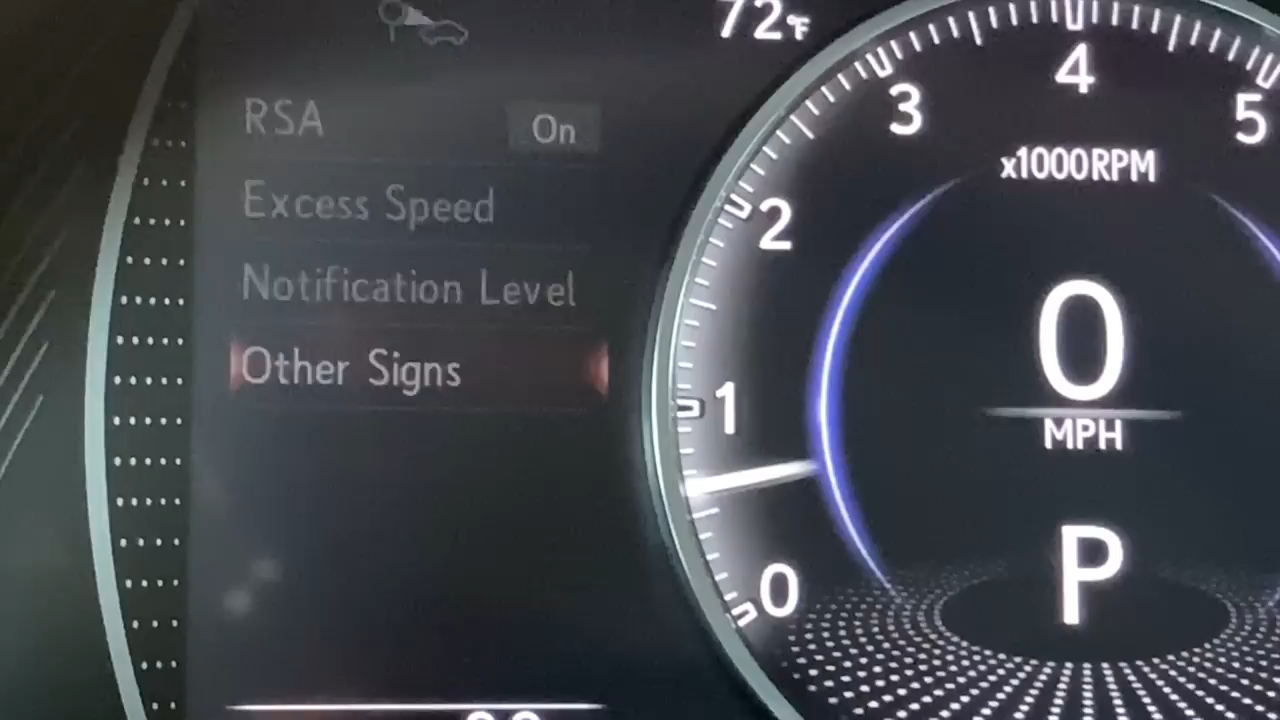 72°F
RSA
On
Excess Speed
Notification Level
Other Signs
0
1
2
3
4
5
x1000RPM
0
MPH
P